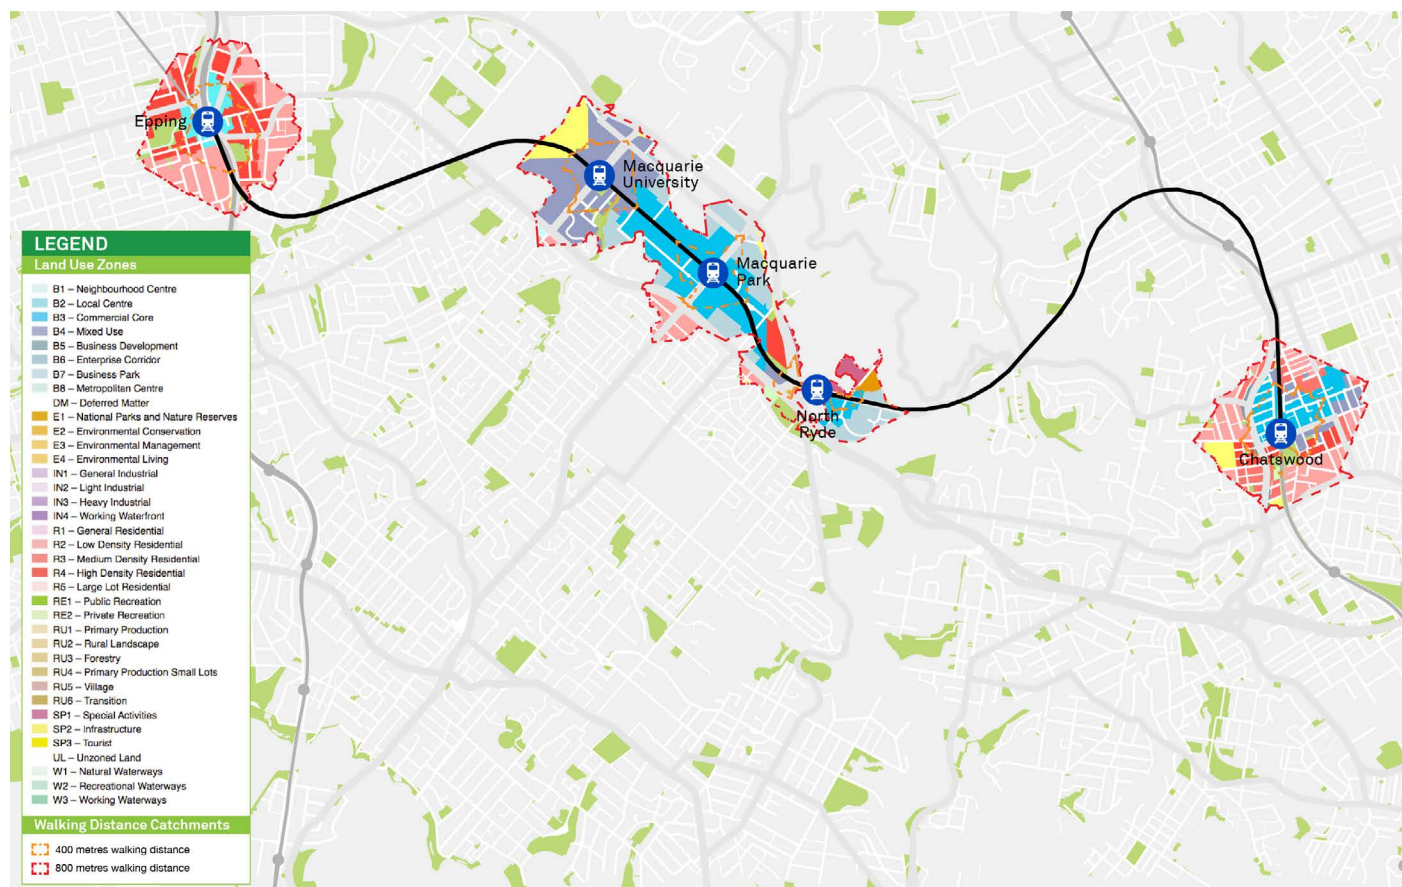 Epping
Macquarie
University
Macquarie
Park
North
Ryde
Chatswood
LEGEND
Land Use Zones
B1 – Neighbourhood Centre
B2 – Local Centre
B3 – Commercial Core
B4 – Mixed Use
B5 – Business Development
B6 – Enterprise Corridor
B7 – Business Park
B8 – Metropolitan Centre
DM – Deferred Matter
E1 – National Parks and Nature Reserves
E2 – Environmental Conservation
E3 – Environmental Management
E4 – Environmental Living
IN1 – General Industrial
IN2 – Light Industrial
IN3 – Heavy Industrial
IN4 – Working Waterfront
R1 – General Residential
R2 – Low Density Residential
R3 – Medium Density Residential
R4 – High Density Residential
R5 – Large Lot Residential
RE1 – Public Recreation
RE2 – Private Recreation
RU1 – Primary Production
RU2 – Rural Landscape
RU3 – Forestry
RU4 – Primary Production Small Lots
RU5 – Village
RU6 – Transition
SP1 – Special Activities
SP2 – Infrastructure
SP3 – Tourist
UL – Unzoned Land
W1 – Natural Waterways
W2 – Recreational Waterways
W3 – Working Waterways
Walking Distance Catchments
400 metres walking distance
800 metres walking distance